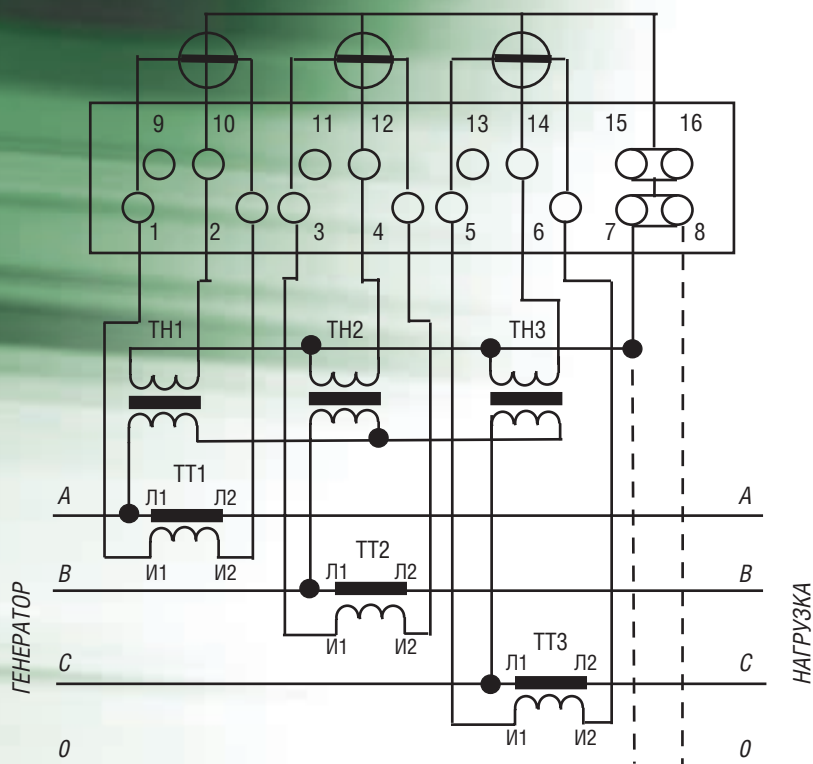 9 10 11 12 13 14 15 16
1 2 3 4 5 6 7 8
ТН1 ТН2 ТН3
ТТ1
А Л1 Л2 А
И1 И2
ТТ2
В Л1 Л2 В
И1 И2
ТТ3
С Л1 Л2 С
И1 И2
0 0
ГЕНЕРАТОР
НАГРУЗКА